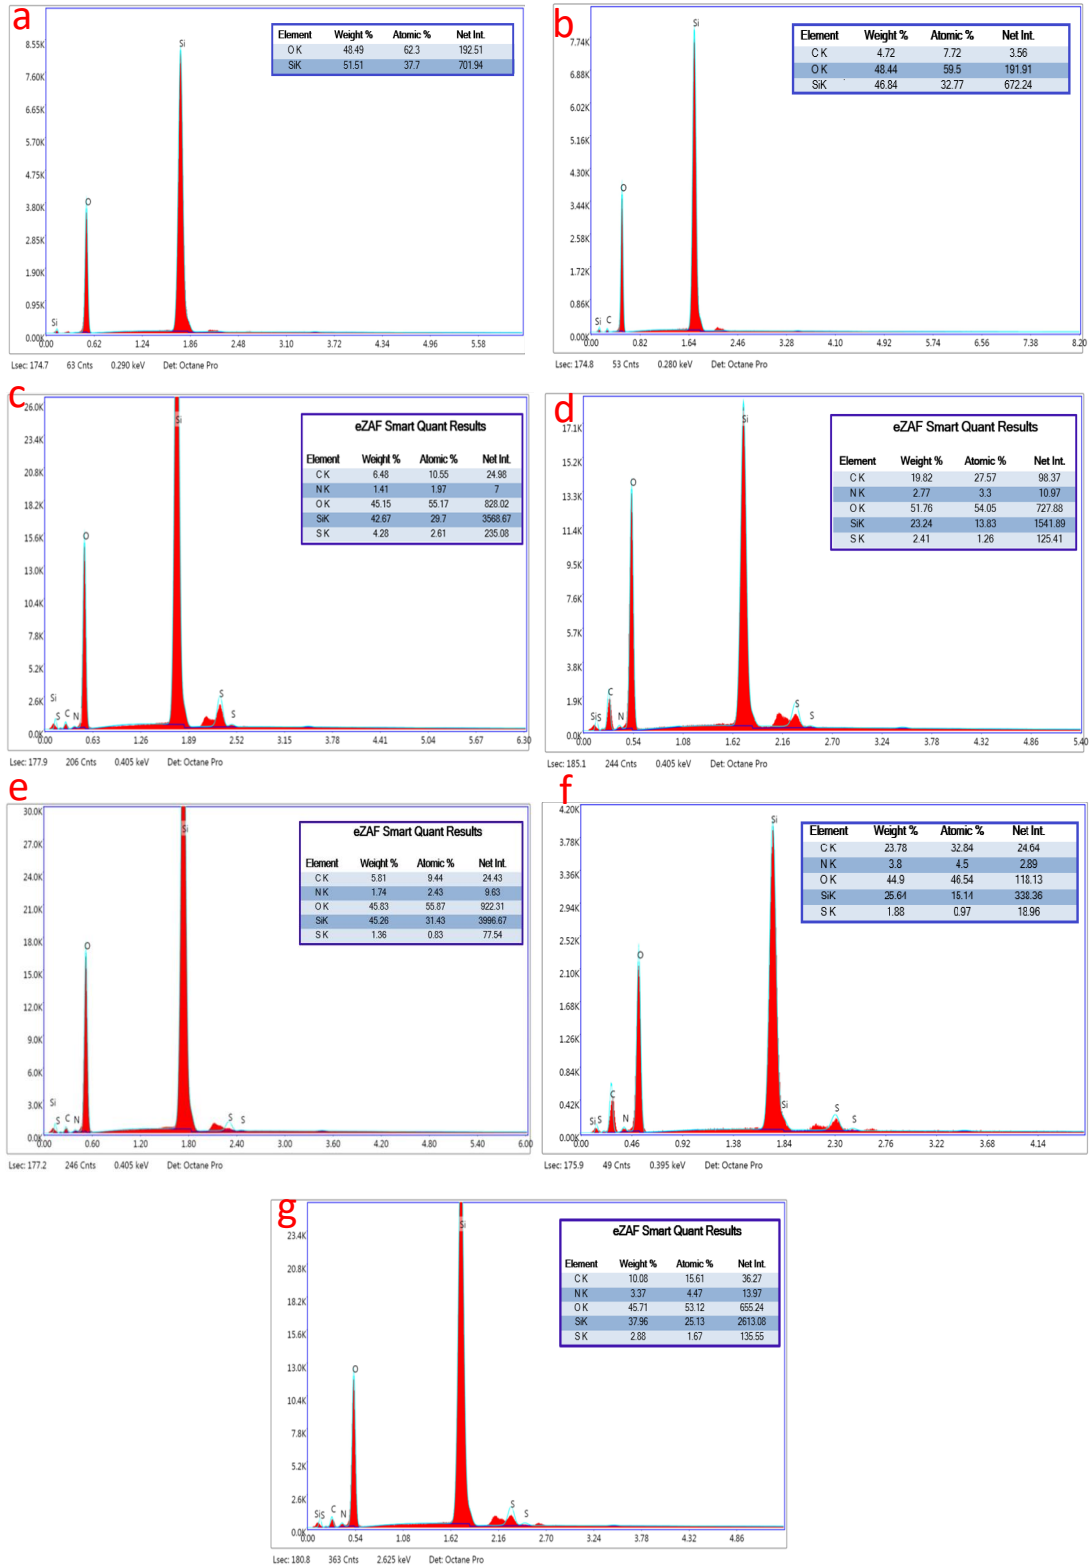 a
Element Weight % Atomic % Net Int.
O K 48.49 62.3 192.51
SiK 51.51 37.7 701.94
8.55K
7.60K
6.65K
5.70K
4.75K
3.80K
2.85K
1.90K
0.95K
0.00K
Si
O
Si
0.00 0.62 1.24 1.86 2.48 3.10 3.72 4.34 4.96 5.58
Lsec: 174.7 63 Cnts 0.290 keV Det: Octane Pro
b
Element Weight % Atomic % Net Int.
C K 4.72 7.72 3.56
O K 48.44 59.5 191.91
SiK 46.84 32.77 672.24
7.74K
6.88K
6.02K
5.16K
4.30K
3.44K
2.58K
1.72K
0.86K
0.00K
Si
O
Si C
0.00 0.82 1.64 2.46 3.28 4.10 4.92 5.74 6.56 7.38 8.20
Lsec: 174.8 53 Cnts 0.280 keV Det: Octane Pro
c
eZAF Smart Quant Results
Element Weight % Atomic % Net Int.
C K 6.48 10.55 24.98
N K 1.41 1.97 7
O K 45.15 55.17 828.02
SiK 42.67 29.7 3568.67
S K 4.28 2.61 235.08
26.0K
23.4K
20.8K
18.2K
15.6K
13.0K
10.4K
7.8K
5.2K
2.6K
0.0K
Si
O
Si S C N
S S
0.00 0.63 1.26 1.89 2.52 3.15 3.78 4.41 5.04 5.67 6.30
Lsec: 177.9 206 Cnts 0.405 keV Det: Octane Pro
d
eZAF Smart Quant Results
Element Weight % Atomic % Net Int.
C K 19.82 27.57 98.37
N K 2.77 3.3 10.97
O K 51.76 54.05 727.88
SiK 23.24 13.83 1541.89
S K 2.41 1.26 125.41
17.1K
15.2K
13.3K
11.4K
9.5K
7.6K
5.7K
3.8K
1.9K
0.0K
Si
O
Si S C N
S S
0.00 0.54 1.08 1.62 2.16 2.70 3.24 3.78 4.32 4.86 5.40
Lsec: 185.1 244 Cnts 0.405 keV Det: Octane Pro
e
eZAF Smart Quant Results
Element Weight % Atomic % Net Int.
C K 5.81 9.44 24.43
N K 1.74 2.43 9.63
O K 45.83 55.87 922.31
SiK 45.26 31.43 3996.67
S K 1.36 0.83 77.54
30.0K
27.0K
24.0K
21.0K
18.0K
15.0K
12.0K
9.0K
6.0K
3.0K
0.0K
Si
O
Si S C N
S S
0.00 0.60 1.20 1.80 2.40 3.00 3.60 4.20 4.80 5.40 6.00
Lsec: 177.2 246 Cnts 0.405 keV Det: Octane Pro
f
Element Weight % Atomic % Net Int.
C K 23.78 32.84 24.64
N K 3.8 4.5 2.89
O K 44.9 46.54 118.13
SiK 25.64 15.14 338.36
S K 1.88 0.97 18.96
4.20K
3.78K
3.36K
2.94K
2.52K
2.10K
1.68K
1.26K
0.84K
0.42K
0.00K
Si
O
Si S C N
Si S S
0.00 0.46 0.92 1.38 1.84 2.30 2.76 3.22 3.68 4.14
Lsec: 175.9 49 Cnts 0.395 keV Det: Octane Pro
g
eZAF Smart Quant Results
Element Weight % Atomic % Net Int.
C K 10.08 15.61 36.27
N K 3.37 4.47 13.97
O K 45.71 53.12 655.24
SiK 37.96 25.13 2613.08
S K 2.88 1.67 135.55
23.4K
20.8K
18.2K
15.6K
13.0K
10.4K
7.8K
5.2K
2.6K
0.0K
Si
O
Si S C N
S S
0.00 0.54 1.08 1.62 2.16 2.70 3.24 3.78 4.32 4.86
Lsec: 180.8 363 Cnts 2.625 keV Det: Octane Pro